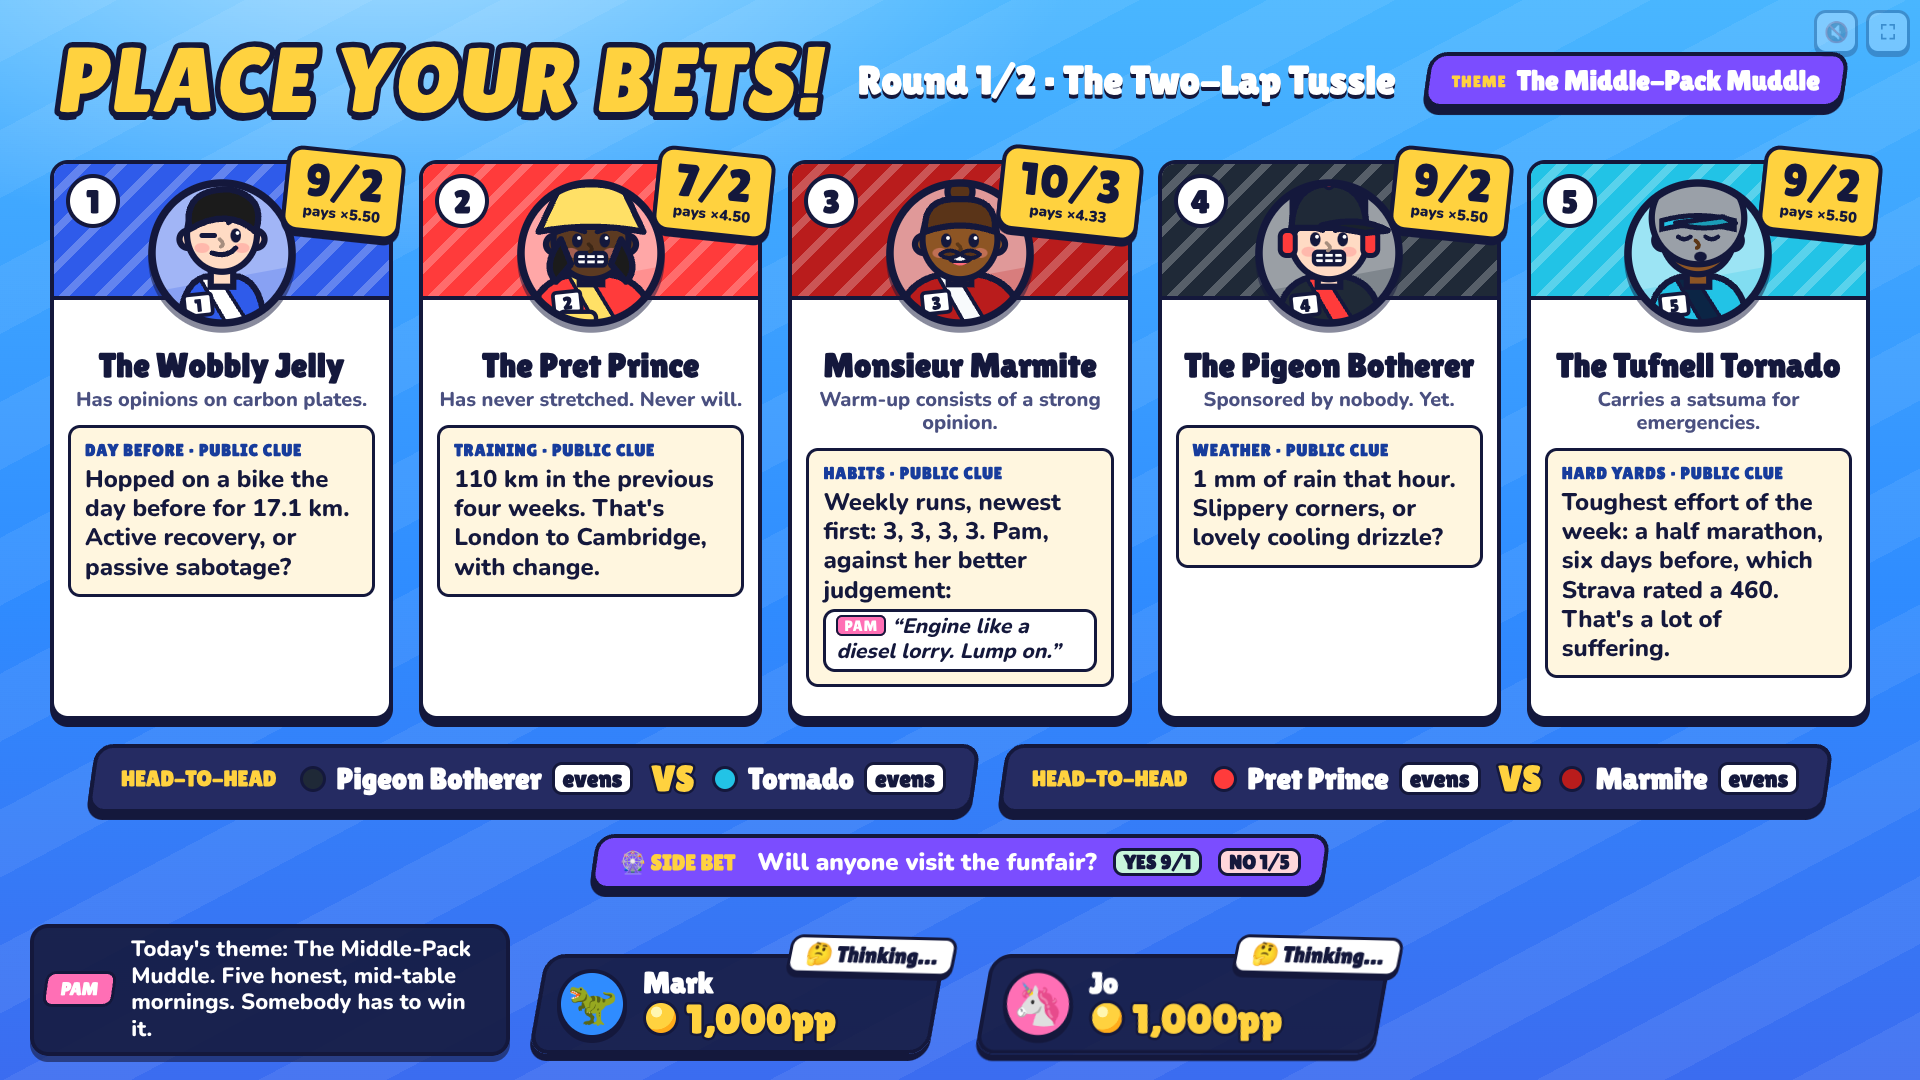 PLACE YOUR BETS!
Round 1/2 · The Two-Lap Tussle
THEME The Middle-Pack Muddle
1
9/2
pays ×5.50
1
The Wobbly Jelly
Has opinions on carbon plates.
DAY BEFORE · PUBLIC CLUE
Hopped on a bike the
day before for 17.1 km.
Active recovery, or
passive sabotage?
2
7/2
pays ×4.50
2
The Pret Prince
Has never stretched. Never will.
TRAINING · PUBLIC CLUE
110 km in the previous
four weeks. That's
London to Cambridge,
with change.
3
10/3
pays ×4.33
3
Monsieur Marmite
Warm-up consists of a strong
opinion.
HABITS · PUBLIC CLUE
Weekly runs, newest
first: 3, 3, 3, 3. Pam,
against her better
judgement:
PAM “Engine like a
diesel lorry. Lump on.”
4
9/2
pays ×5.50
4
The Pigeon Botherer
Sponsored by nobody. Yet.
WEATHER · PUBLIC CLUE
1 mm of rain that hour.
Slippery corners, or
lovely cooling drizzle?
5
9/2
pays ×5.50
5
The Tufnell Tornado
Carries a satsuma for
emergencies.
HARD YARDS · PUBLIC CLUE
Toughest effort of the
week: a half marathon,
six days before, which
Strava rated a 460.
That's a lot of
suffering.
HEAD-TO-HEAD Pigeon Botherer evens VS Tornado evens
HEAD-TO-HEAD Pret Prince evens VS Marmite evens
SIDE BET Will anyone visit the funfair? YES 9/1 NO 1/5
PAM
Today's theme: The Middle-Pack
Muddle. Five honest, mid-table
mornings. Somebody has to win
it.
Thinking...
Mark
1,000pp
Thinking...
Jo
1,000pp